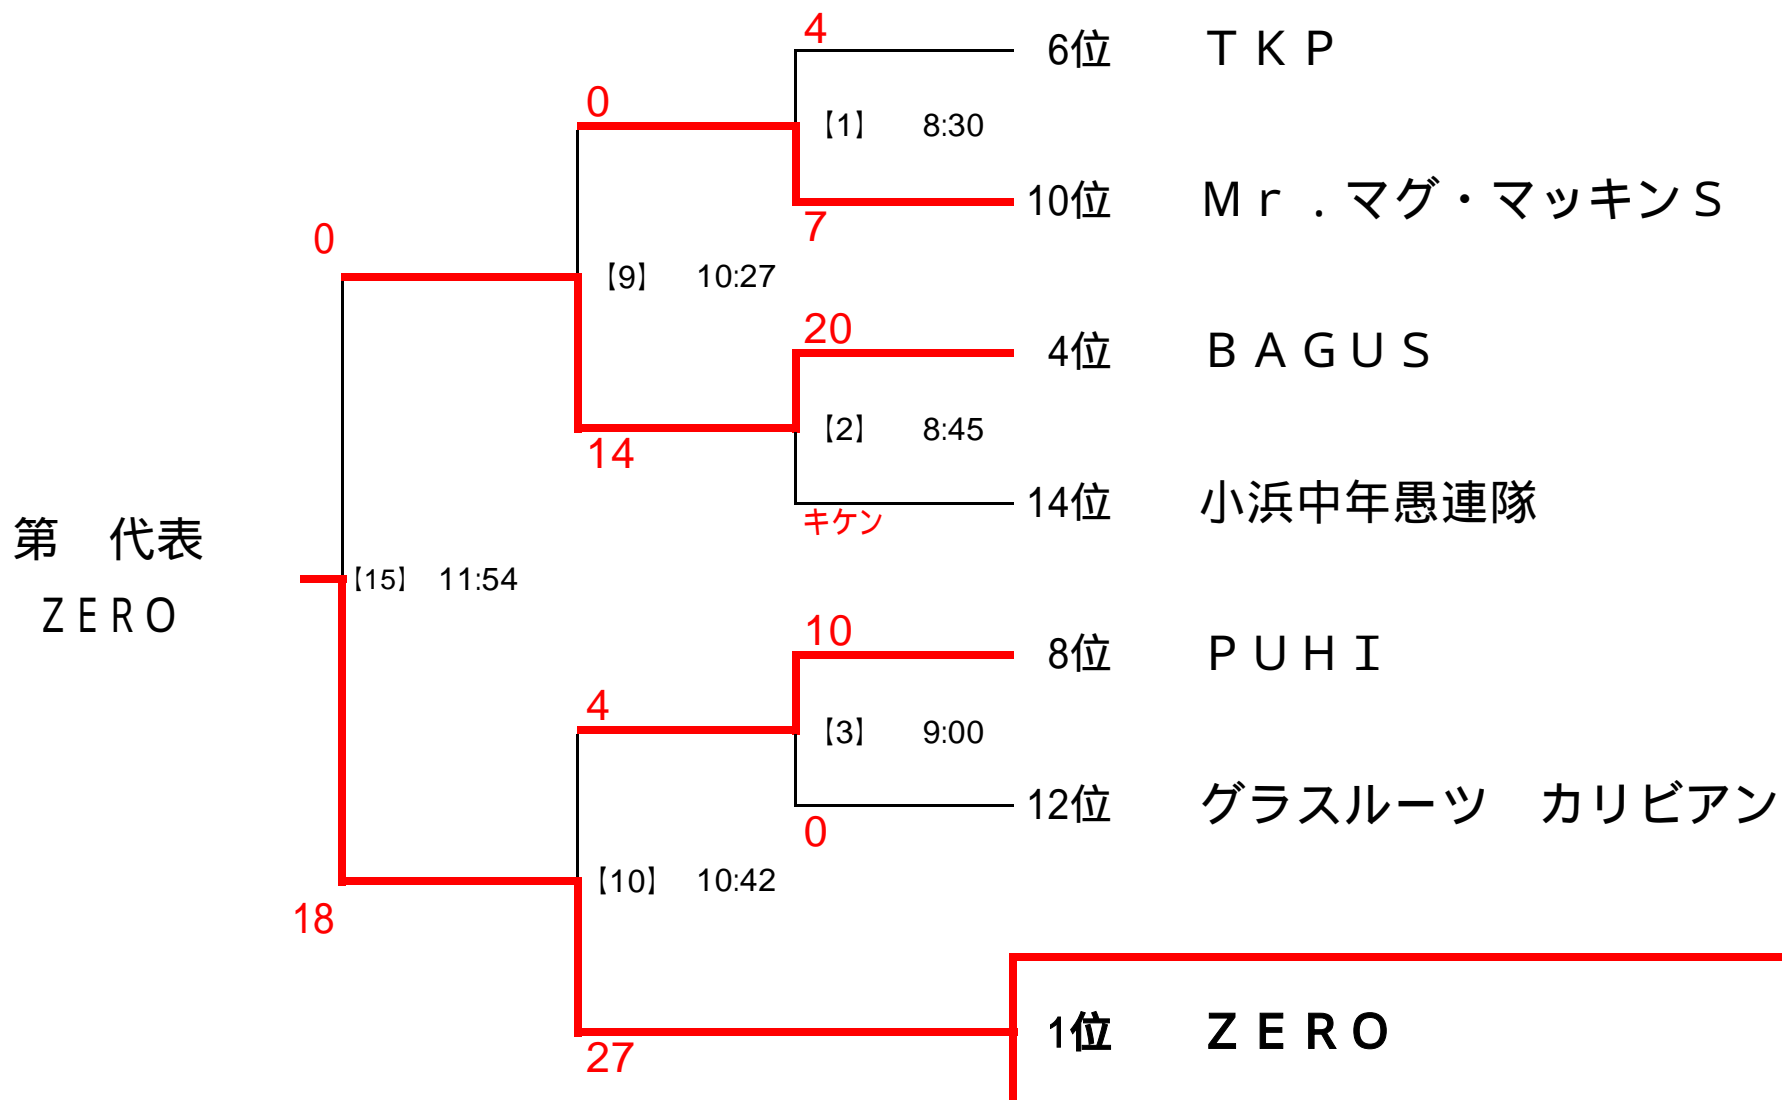 4
6位 ＴＫＰ
0
【1】 8:30
10位 Ｍｒ．マグ・マッキンＳ
7
0
【9】 10:27
20
4位 ＢＡＧＵＳ
【2】 8:45
14
14位 小浜中年愚連隊
キケン
第 代表
【15】 11:54
ＺＥＲＯ
10
8位 ＰＵＨＩ
4
【3】 9:00
12位 グラスルーツ カリビアン
0
【10】 10:42
18
1位 ＺＥＲＯ
27